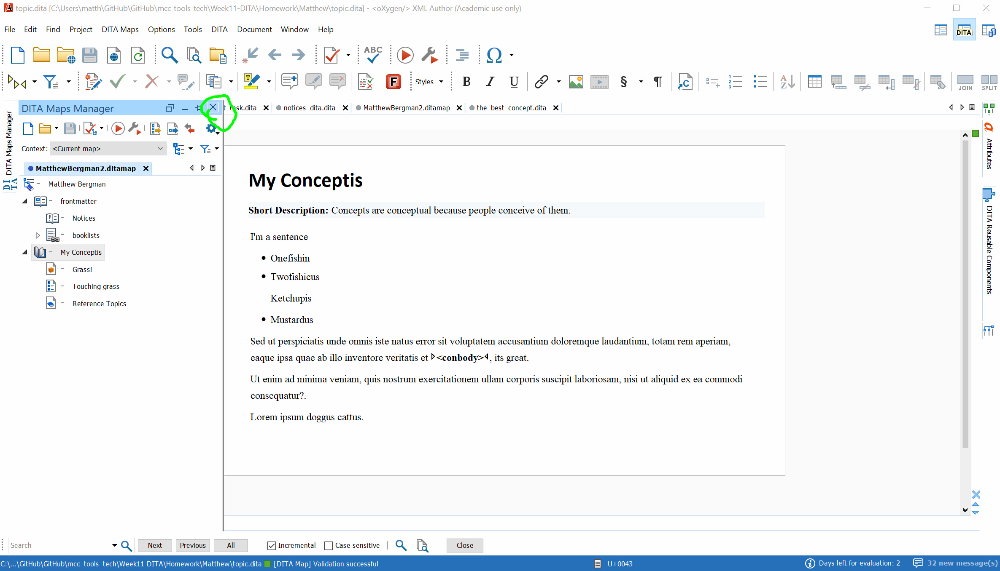 topic.dita [C:\Users\matth\GitHub\GitHub\mcc_tools_tech\Week11-DITA\Homework\Matthew\topic.dita] - <oXygen/> XML Author (Academic use only)
File Edit Find Project DITA Maps Options Tools DITA Document Window Help
DITA
ABC
Styles B I U § ¶ JOIN SPLIT
DITA Maps Manager
t_task.dita notices_dita.dita MatthewBergman2.ditamap the_best_concept.dita
DITA Maps Manager
DITA
Context: <Current map>
MatthewBergman2.ditamap
Matthew Bergman
frontmatter
Notices
booklists
My Conceptis
Grass!
Touching grass
Reference Topics
My Conceptis
Short Description: Concepts are conceptual because people conceive of them.
I'm a sentence
Onefishin
Twofishicus
Ketchupis
Mustardus
Sed ut perspiciatis unde omnis iste natus error sit voluptatem accusantium doloremque laudantium, totam rem aperiam,
eaque ipsa quae ab illo inventore veritatis et <conbody>, its great.
Ut enim ad minima veniam, quis nostrum exercitationem ullam corporis suscipit laboriosam, nisi ut aliquid ex ea commodi
consequatur?.
Lorem ipsum doggus cattus.
Attributes
DITA Reusable Components
Search Next Previous All Incremental Case sensitive Close
C:\...\GitHub\GitHub\mcc_tools_tech\Week11-DITA\Homework\Matthew\topic.dita [DITA Map] Validation successful U+0043 Days left for evaluation: 2 32 new message(s)